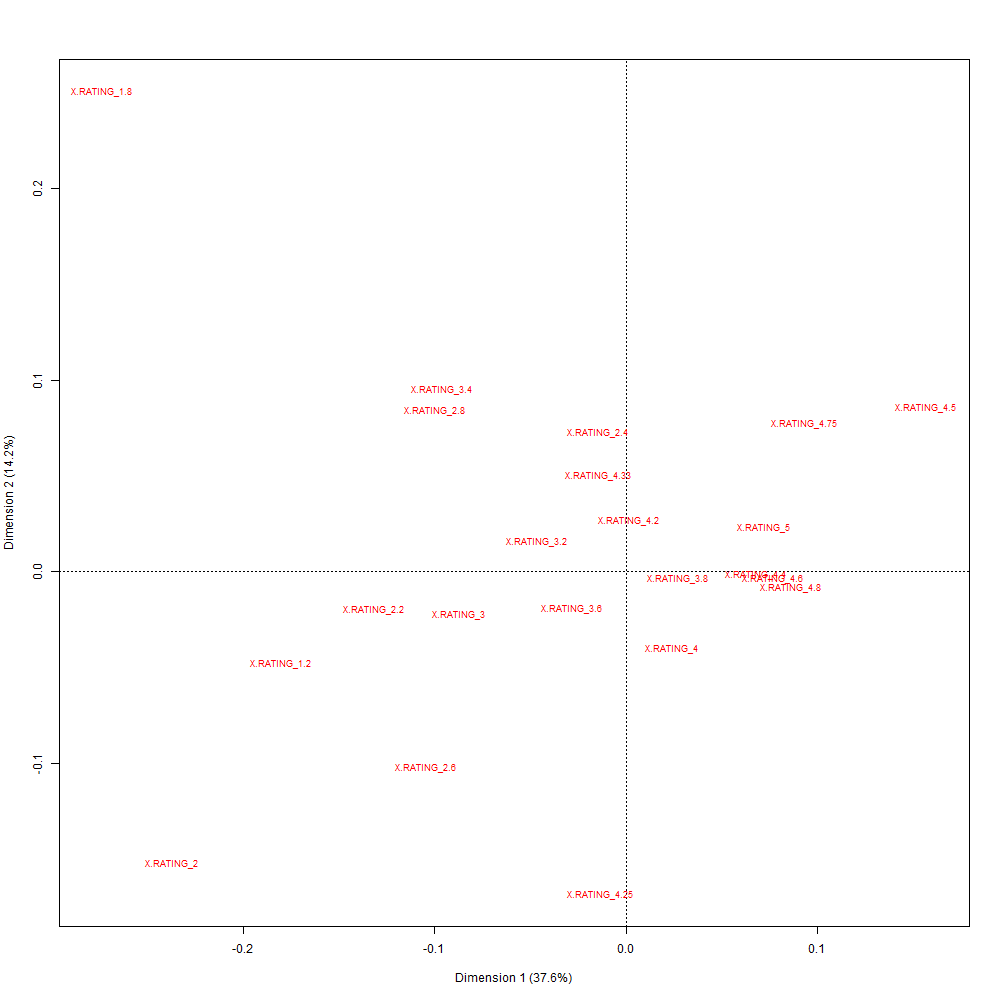 X.RATING_1.8
0.2
0.1
X.RATING_3.4
X.RATING_2.8
X.RATING_4.5
X.RATING_4.75
X.RATING_2.4
X.RATING_4.33
X.RATING_4.2
X.RATING_5
X.RATING_3.2
Dimension 2 (14.2%)
0.0
X.RATING_3.8
X.RATING_4.6
X.RATING_4.8
X.RATING_2.2
X.RATING_3
X.RATING_3.6
X.RATING_4
X.RATING_1.2
-0.1
X.RATING_2.6
X.RATING_2
X.RATING_4.25
-0.2
-0.1
0.0
0.1
Dimension 1 (37.6%)